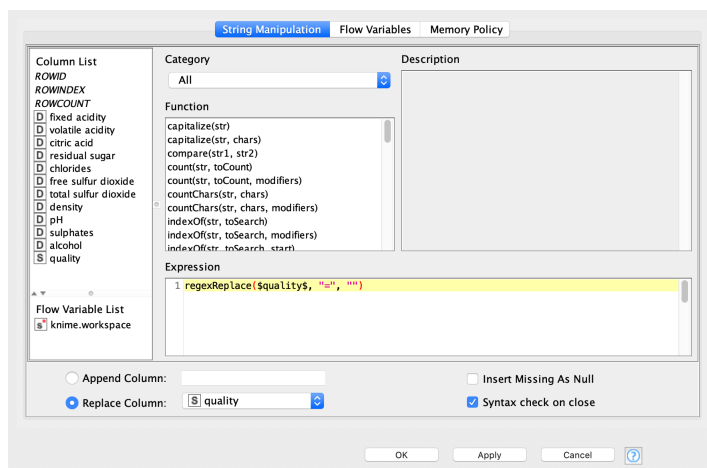 String Manipulation Flow Variables Memory Policy
Column List
ROWID
ROWINDEX
ROWCOUNT
D fixed acidity
D volatile acidity
D citric acid
D residual sugar
D chlorides
D free sulfur dioxide
D total sulfur dioxide
D density
D pH
D sulphates
D alcohol
S quality
Flow Variable List
s knime.workspace
Category
All
Function
capitalize(str)
capitalize(str, chars)
compare(str1, str2)
count(str, toCount)
count(str, toCount, modifiers)
countChars(str, chars)
countChars(str, chars, modifiers)
indexOf(str, toSearch)
indexOf(str, toSearch, modifiers)
indexOf(str, toSearch, start)
Description
Expression
1 regexReplace($quality$, "=", "")
Append Column:
Insert Missing As Null
Replace Column: S quality
Syntax check on close
OK Apply Cancel ?